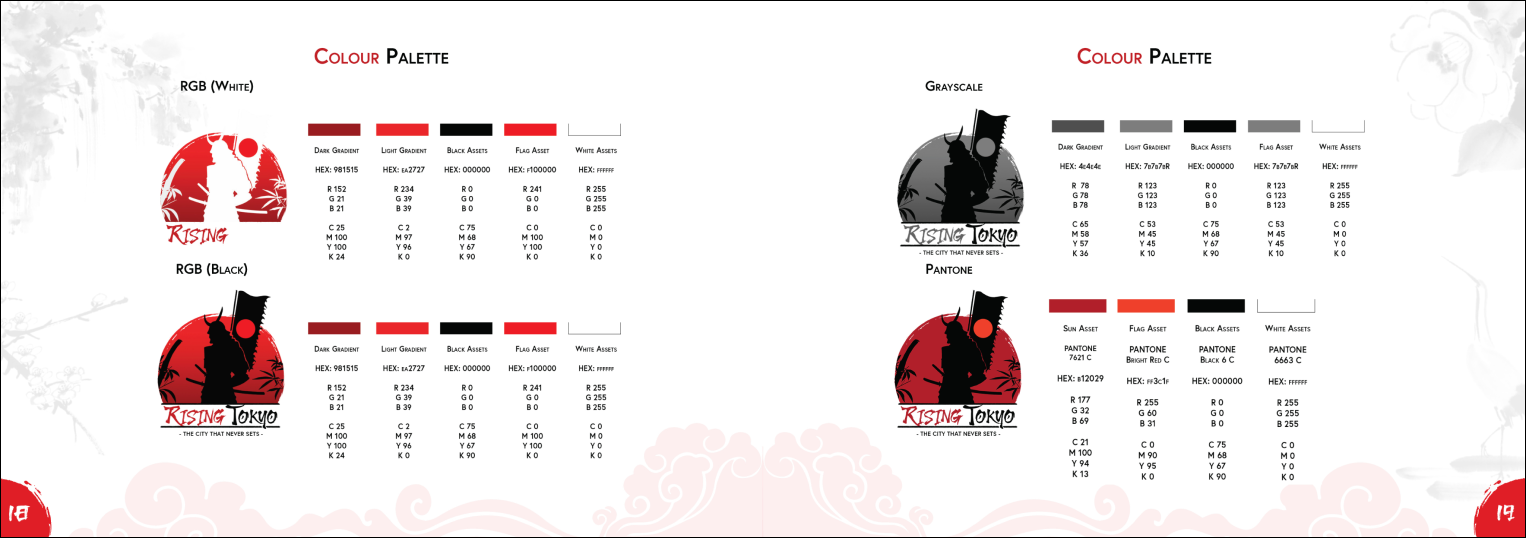 Colour Palette
RGB (White)
Dark Gradient Light Gradient Black Assets Flag Asset White Assets
HEX: 981515 HEX: EA2727 HEX: 000000 HEX: F100000 HEX: FFFFFF
R 152 R 234 R 0 R 241 R 255
G 21 G 39 G 0 G 0 G 255
B 21 B 39 B 0 B 0 B 255
C 25 C 2 C 75 C 0 C 0
M 100 M 97 M 68 M 100 M 0
Y 100 Y 96 Y 67 Y 100 Y 0
K 24 K 0 K 90 K 0 K 0
Rising
RGB (Black)
Dark Gradient Light Gradient Black Assets Flag Asset White Assets
HEX: 981515 HEX: EA2727 HEX: 000000 HEX: F100000 HEX: FFFFFF
R 152 R 234 R 0 R 241 R 255
G 21 G 39 G 0 G 0 G 255
B 21 B 39 B 0 B 0 B 255
C 25 C 2 C 75 C 0 C 0
M 100 M 97 M 68 M 100 M 0
Y 100 Y 96 Y 67 Y 100 Y 0
K 24 K 0 K 90 K 0 K 0
Rising Tokyo
- THE CITY THAT NEVER SETS -
18
Colour Palette
Grayscale
Dark Gradient Light Gradient Black Assets Flag Asset White Assets
HEX: 4E4E4E HEX: 7B7B7BR HEX: 000000 HEX: 7B7B7BR HEX: FFFFFF
R 78 R 123 R 0 R 123 R 255
G 78 G 123 G 0 G 123 G 255
B 78 B 123 B 0 B 123 B 255
C 65 C 53 C 75 C 53 C 0
M 58 M 45 M 68 M 45 M 0
Y 57 Y 45 Y 67 Y 45 Y 0
K 36 K 10 K 90 K 10 K 0
Rising Tokyo
- THE CITY THAT NEVER SETS -
Pantone
Sun Asset Flag Asset Black Assets White Assets
PANTONE PANTONE PANTONE PANTONE
7621 C Bright Red C Black 6 C 6663 C
HEX: B12029 HEX: FF3C1F HEX: 000000 HEX: FFFFFF
R 177 R 255 R 0 R 255
G 32 G 60 G 0 G 255
B 69 B 31 B 0 B 255
C 21 C 0 C 75 C 0
M 100 M 90 M 68 M 0
Y 94 Y 95 Y 67 Y 0
K 13 K 0 K 90 K 0
Rising Tokyo
- THE CITY THAT NEVER SETS -
19